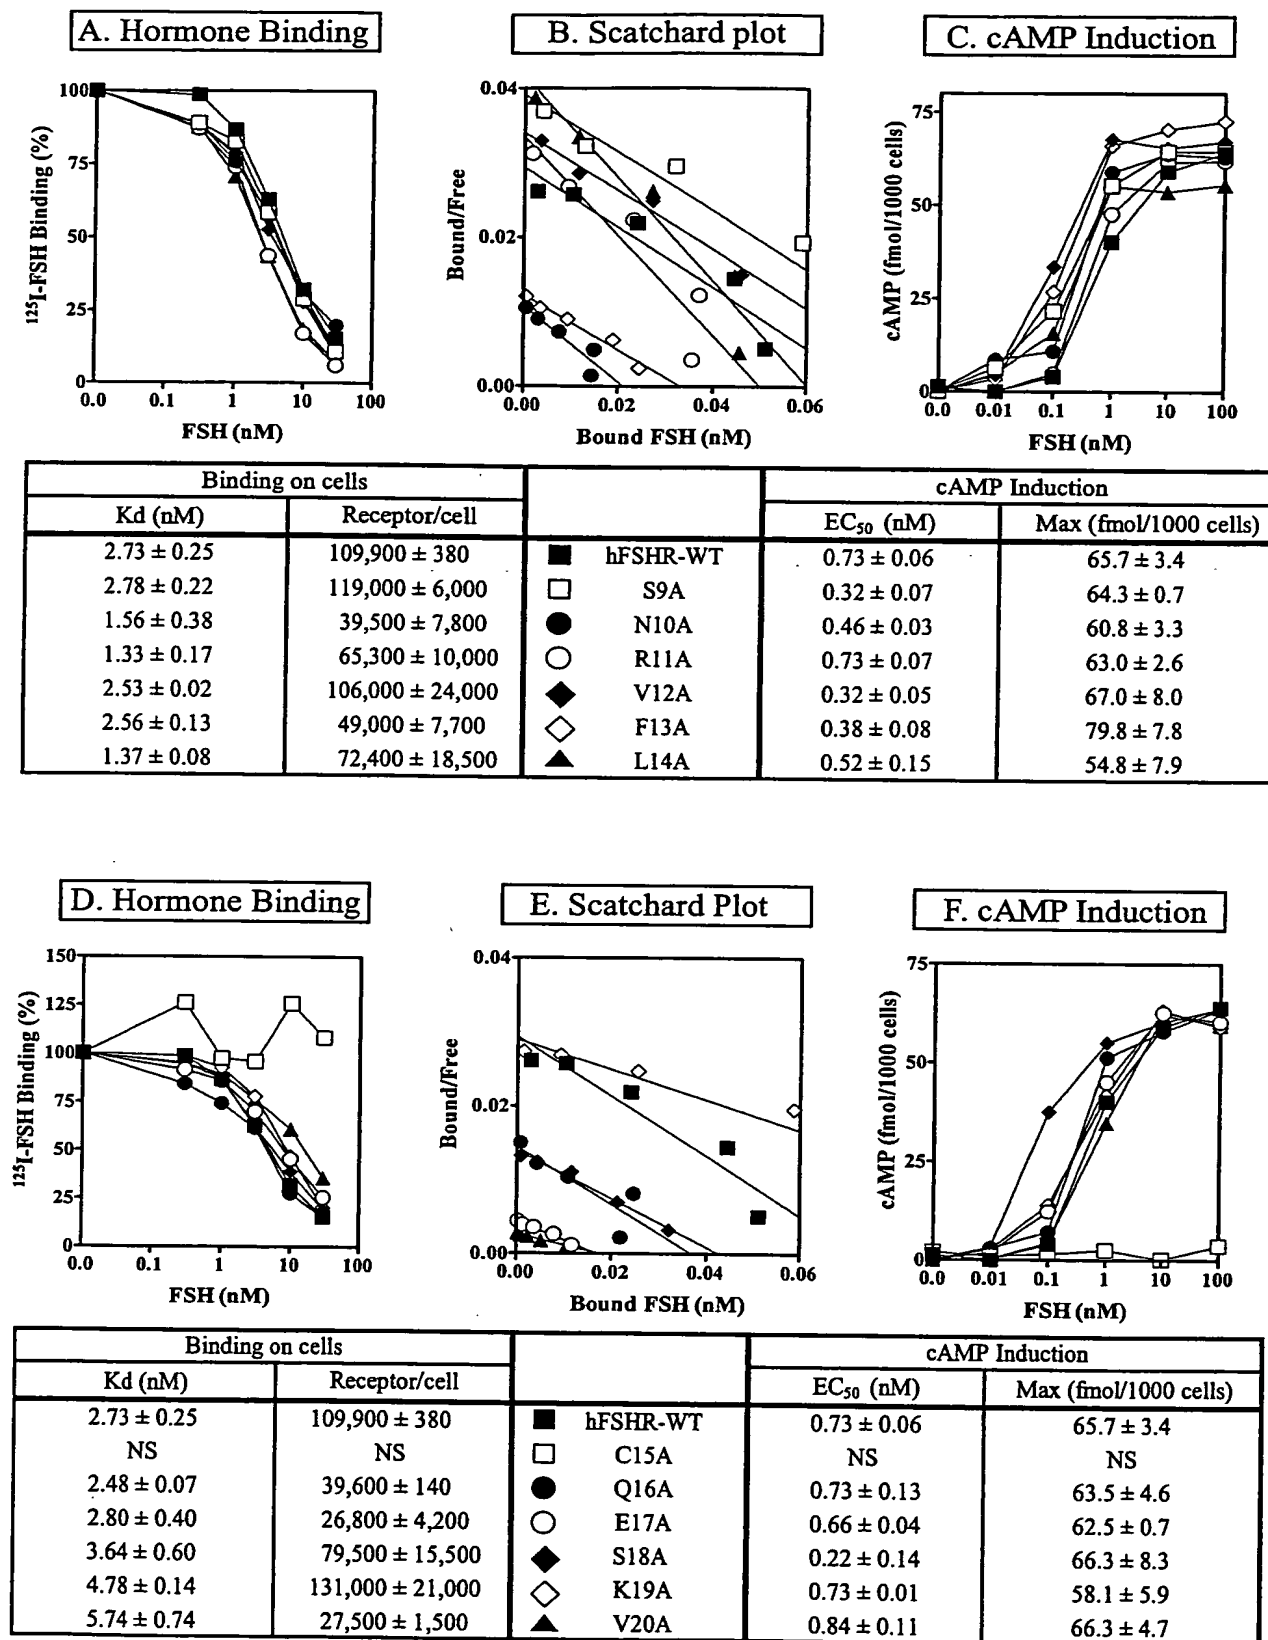 A. Hormone Binding
B. Scatchard plot
C. cAMP Induction
100
75
50
25
0
¹²⁵I-FSH Binding (%)
0.0 0.1 1 10 100
FSH (nM)
0.04
0.02
0.00
Bound/Free
0.00 0.02 0.04 0.06
Bound FSH (nM)
75
50
25
0
cAMP (fmol/1000 cells)
0.0 0.01 0.1 1 10 100
FSH (nM)
Binding on cells cAMP Induction
Kd (nM) Receptor/cell EC₅₀ (nM) Max (fmol/1000 cells)
2.73 ± 0.25 109,900 ± 380 hFSHR-WT 0.73 ± 0.06 65.7 ± 3.4
2.78 ± 0.22 119,000 ± 6,000 S9A 0.32 ± 0.07 64.3 ± 0.7
1.56 ± 0.38 39,500 ± 7,800 N10A 0.46 ± 0.03 60.8 ± 3.3
1.33 ± 0.17 65,300 ± 10,000 R11A 0.73 ± 0.07 63.0 ± 2.6
2.53 ± 0.02 106,000 ± 24,000 V12A 0.32 ± 0.05 67.0 ± 8.0
2.56 ± 0.13 49,000 ± 7,700 F13A 0.38 ± 0.08 79.8 ± 7.8
1.37 ± 0.08 72,400 ± 18,500 L14A 0.52 ± 0.15 54.8 ± 7.9
D. Hormone Binding
E. Scatchard Plot
F. cAMP Induction
150
125
100
75
50
25
0
¹²⁵I-FSH Binding (%)
0.0 0.1 1 10 100
FSH (nM)
0.04
0.02
0.00
Bound/Free
0.00 0.02 0.04 0.06
Bound FSH (nM)
75
50
25
0
cAMP (fmol/1000 cells)
0.0 0.01 0.1 1 10 100
FSH (nM)
Binding on cells cAMP Induction
Kd (nM) Receptor/cell EC₅₀ (nM) Max (fmol/1000 cells)
2.73 ± 0.25 109,900 ± 380 hFSHR-WT 0.73 ± 0.06 65.7 ± 3.4
NS NS C15A NS NS
2.48 ± 0.07 39,600 ± 140 Q16A 0.73 ± 0.13 63.5 ± 4.6
2.80 ± 0.40 26,800 ± 4,200 E17A 0.66 ± 0.04 62.5 ± 0.7
3.64 ± 0.60 79,500 ± 15,500 S18A 0.22 ± 0.14 66.3 ± 8.3
4.78 ± 0.14 131,000 ± 21,000 K19A 0.73 ± 0.01 58.1 ± 5.9
5.74 ± 0.74 27,500 ± 1,500 V20A 0.84 ± 0.11 66.3 ± 4.7